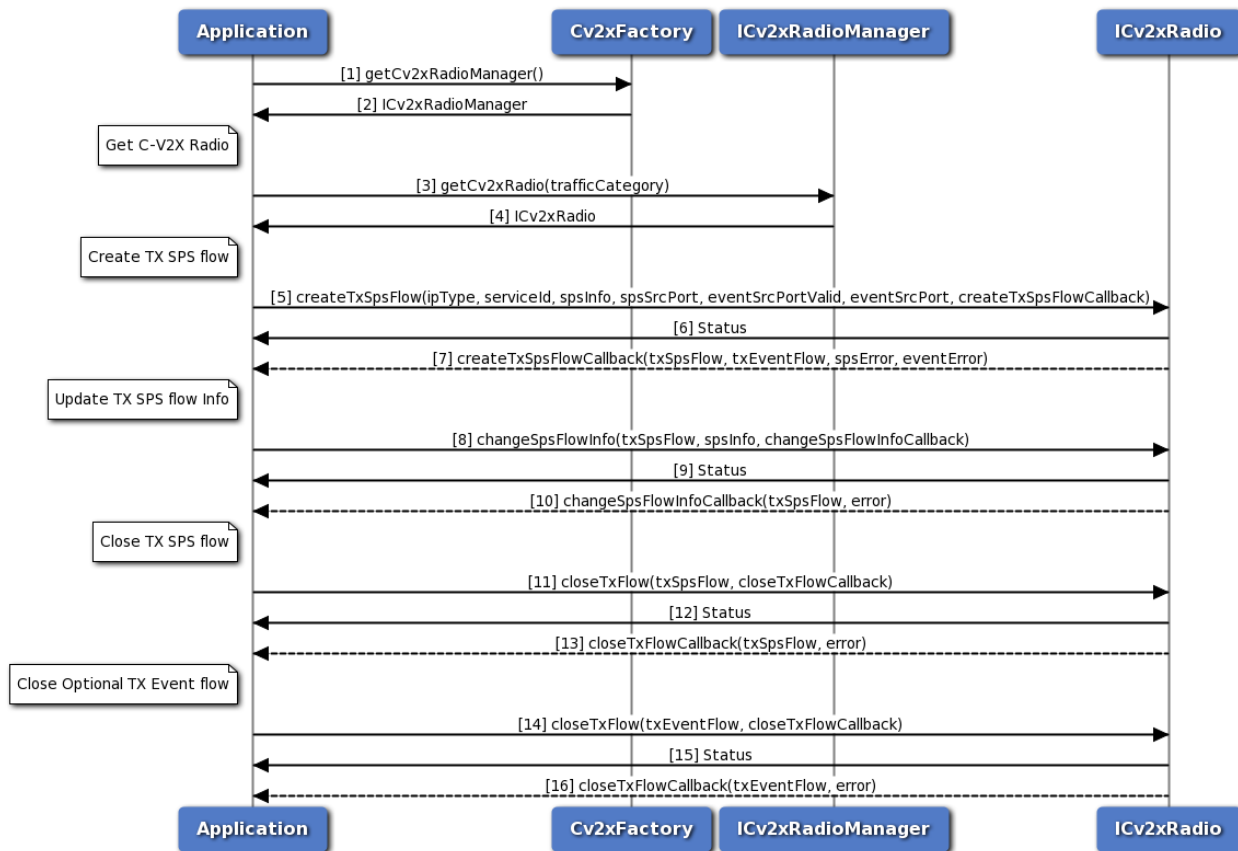 Application Cv2xFactory ICv2xRadioManager ICv2xRadio
[1] getCv2xRadioManager()
[2] ICv2xRadioManager
Get C-V2X Radio
[3] getCv2xRadio(trafficCategory)
[4] ICv2xRadio
Create TX SPS flow
[5] createTxSpsFlow(ipType, serviceId, spsInfo, spsSrcPort, eventSrcPortValid, eventSrcPort, createTxSpsFlowCallback)
[6] Status
[7] createTxSpsFlowCallback(txSpsFlow, txEventFlow, spsError, eventError)
Update TX SPS flow Info
[8] changeSpsFlowInfo(txSpsFlow, spsInfo, changeSpsFlowInfoCallback)
[9] Status
[10] changeSpsFlowInfoCallback(txSpsFlow, error)
Close TX SPS flow
[11] closeTxFlow(txSpsFlow, closeTxFlowCallback)
[12] Status
[13] closeTxFlowCallback(txSpsFlow, error)
Close Optional TX Event flow
[14] closeTxFlow(txEventFlow, closeTxFlowCallback)
[15] Status
[16] closeTxFlowCallback(txEventFlow, error)
Application Cv2xFactory ICv2xRadioManager ICv2xRadio